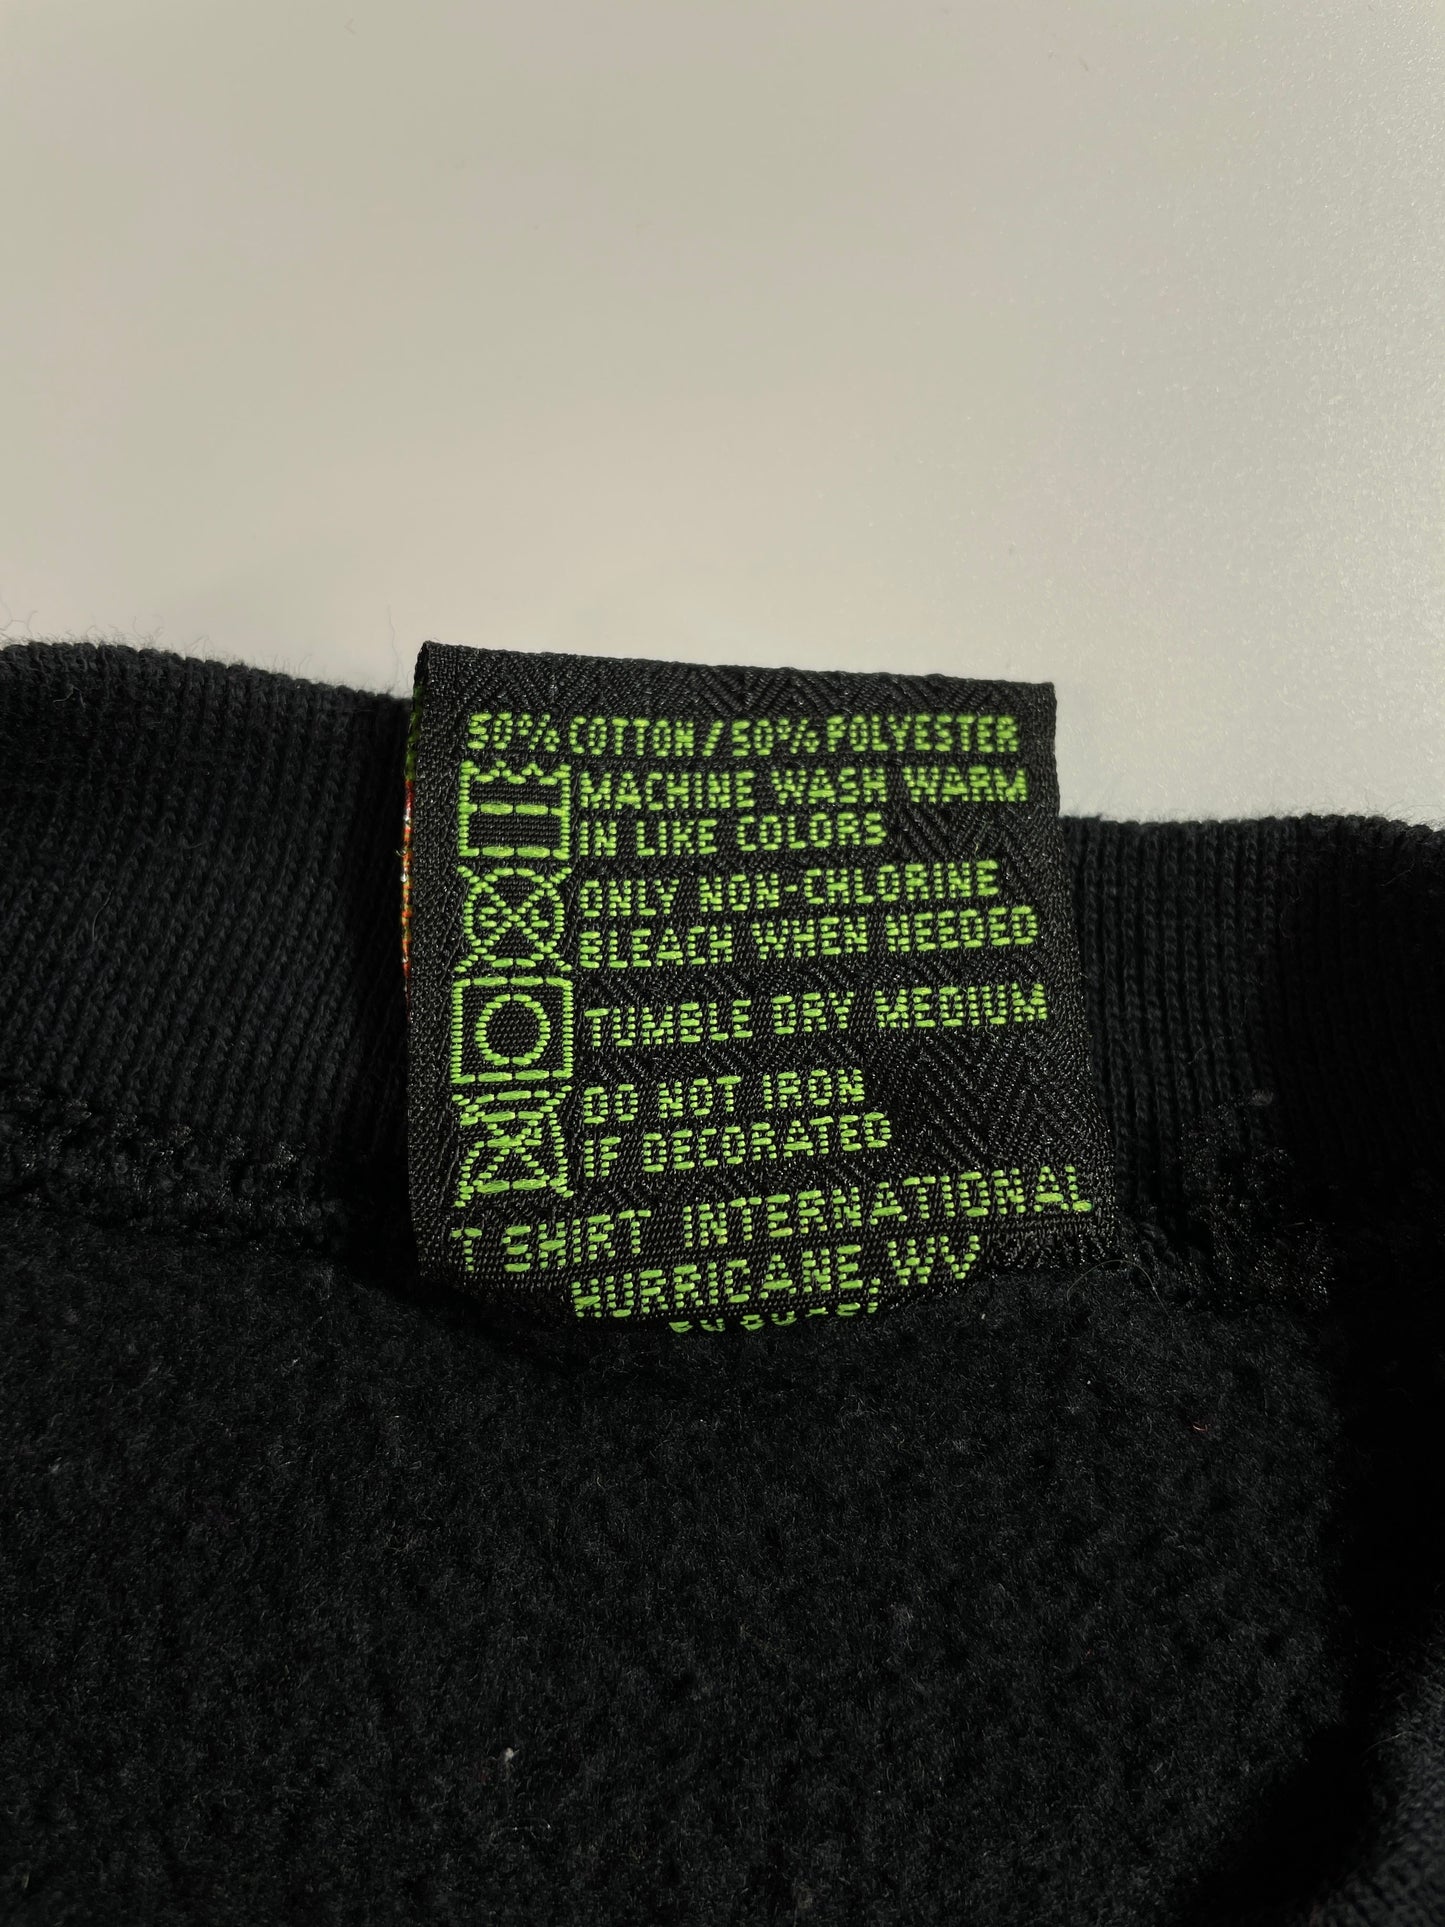 50% COTTON / 50% POLYESTER
MACHINE WASH WARM
IN LIKE COLORS
ONLY NON-CHLORINE
BLEACH WHEN NEEDED
TUMBLE DRY MEDIUM
DO NOT IRON
IF DECORATED
T SHIRT INTERNATIONAL
HURRICANE, WV